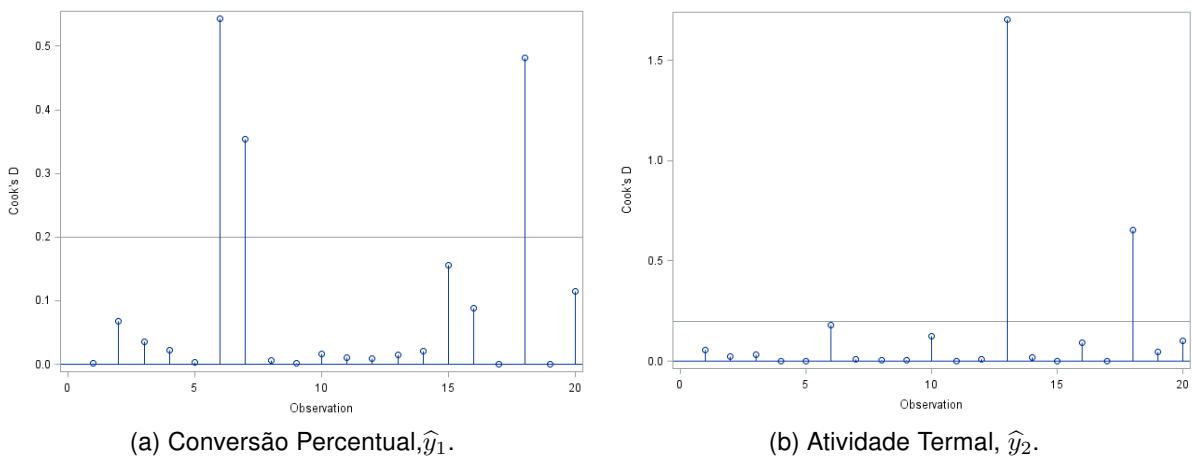 0.5
0.4
0.3
0.2
0.1
0.0
Cook's D
0 5 10 15 20
Observation
(a) Conversão Percentual,ŷ₁.
1.5
1.0
0.5
0.0
Cook's D
0 5 10 15 20
Observation
(b) Atividade Termal, ŷ₂.